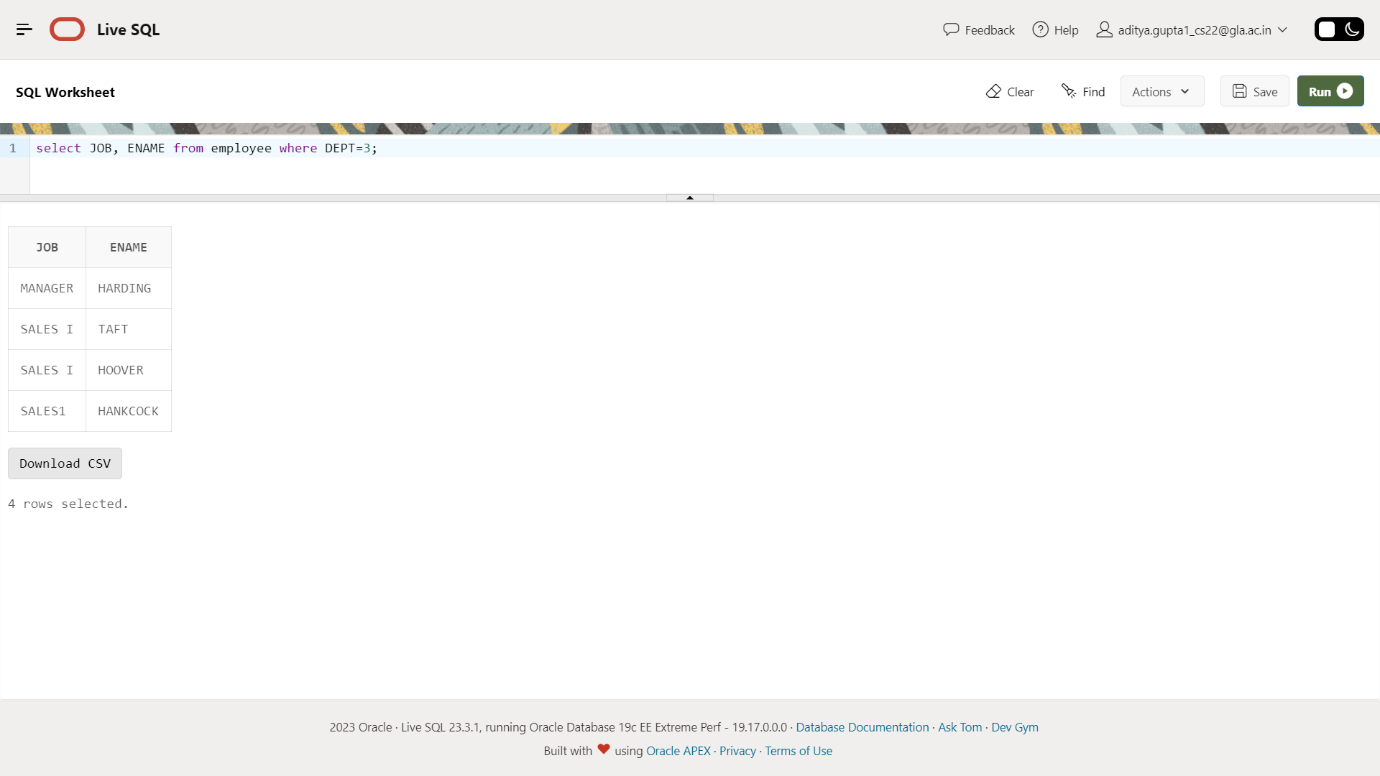 Live SQL
Feedback
Help
aditya.gupta1_cs22@gla.ac.in
SQL Worksheet
Clear
Find
Actions
Save
Run
1 select JOB, ENAME from employee where DEPT=3;
JOB ENAME
MANAGER HARDING
SALES I TAFT
SALES I HOOVER
SALES1 HANKCOCK
Download CSV
4 rows selected.
2023 Oracle · Live SQL 23.3.1, running Oracle Database 19c EE Extreme Perf - 19.17.0.0.0 · Database Documentation · Ask Tom · Dev Gym
Built with ❤ using Oracle APEX · Privacy · Terms of Use